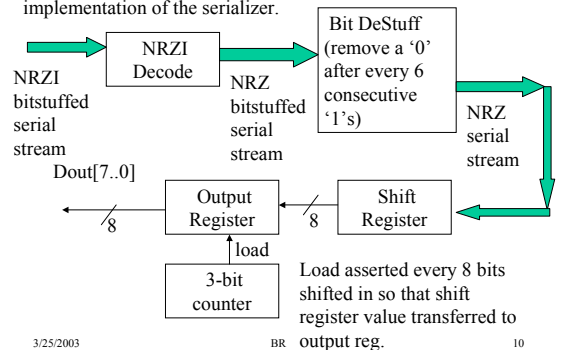 implementation of the serializer.
NRZI
bitstuffed
serial
stream
NRZI
Decode
NRZ
bitstuffed
serial
stream
Bit DeStuff
(remove a ‘0’
after every 6
consecutive
‘1’s)
NRZ
serial
stream
Dout[7..0]
8
Output
Register
8
Shift
Register
load
3-bit
counter
Load asserted every 8 bits
shifted in so that shift
register value transferred to
output reg.
3/25/2003
BR
10